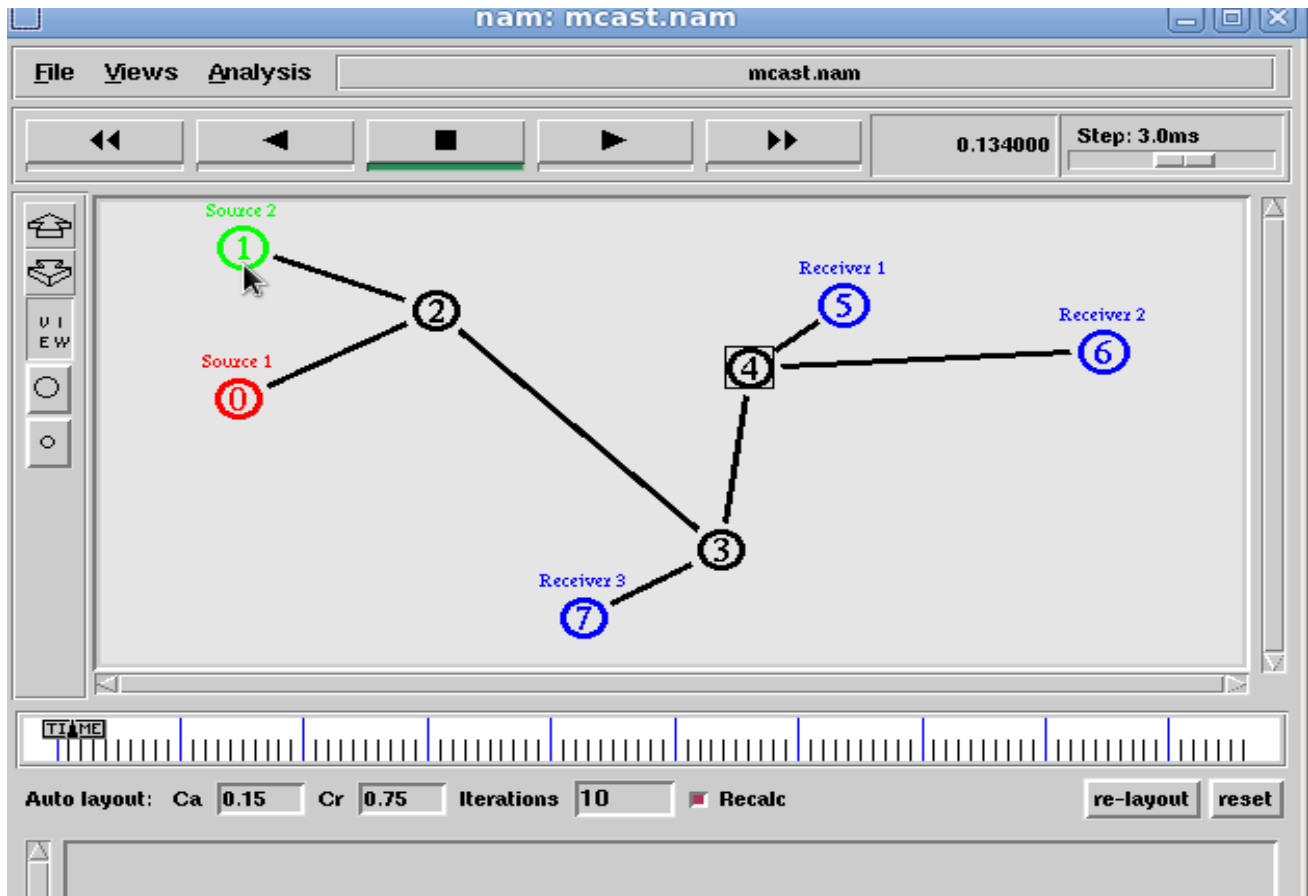 nam: mcast.nam
File Views Analysis mcast.nam
0.134000 Step: 3.0ms
Source 2
1
VI
EW
2
Receiver 1
5
Receiver 2
6
Source 1
0
4
3
Receiver 3
7
TIME
Auto layout: Ca 0.15 Cr 0.75 Iterations 10 Recalc re-layout reset